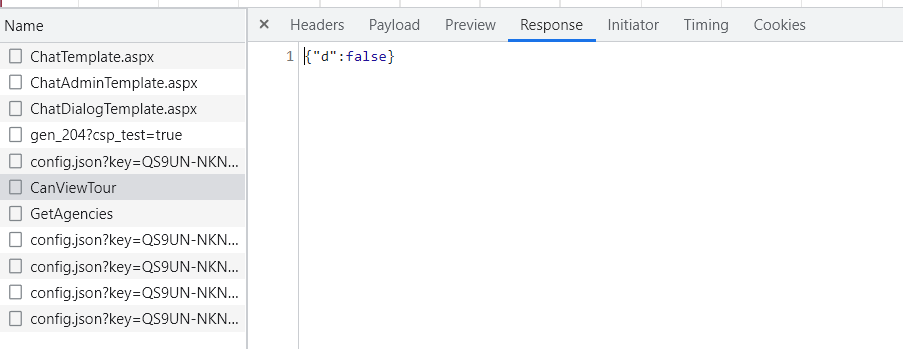 Name
ChatTemplate.aspx
ChatAdminTemplate.aspx
ChatDialogTemplate.aspx
gen_204?csp_test=true
config.json?key=QS9UN-NKN...
CanViewTour
GetAgencies
config.json?key=QS9UN-NKN...
config.json?key=QS9UN-NKN...
config.json?key=QS9UN-NKN...
config.json?key=QS9UN-NKN...
× Headers Payload Preview Response Initiator Timing Cookies
1 {"d":false}